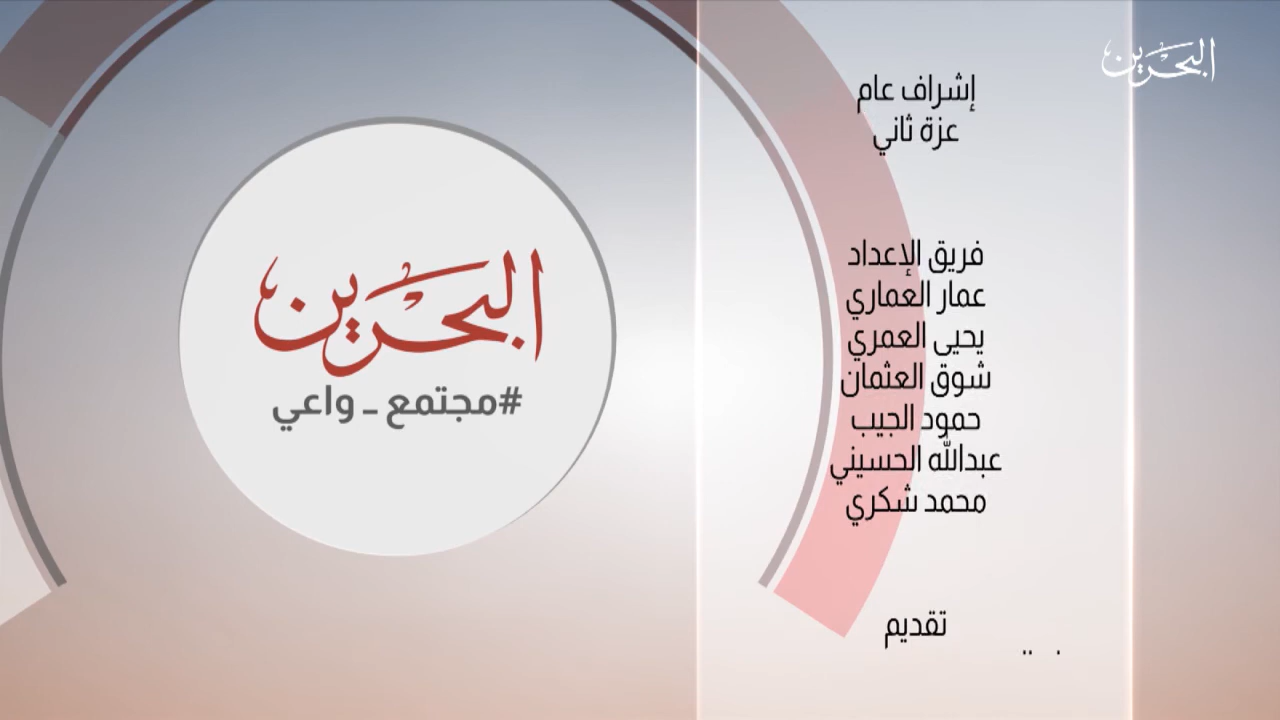 البحرين
إشراف عام
عزة ثاني
فريق الإعداد
عمار العماري
يحيى العمري
شوق العثمان
حمود الجيب
عبدالله الحسيني
محمد شكري
تقديم
البحرين
#مجتمع _ واعي